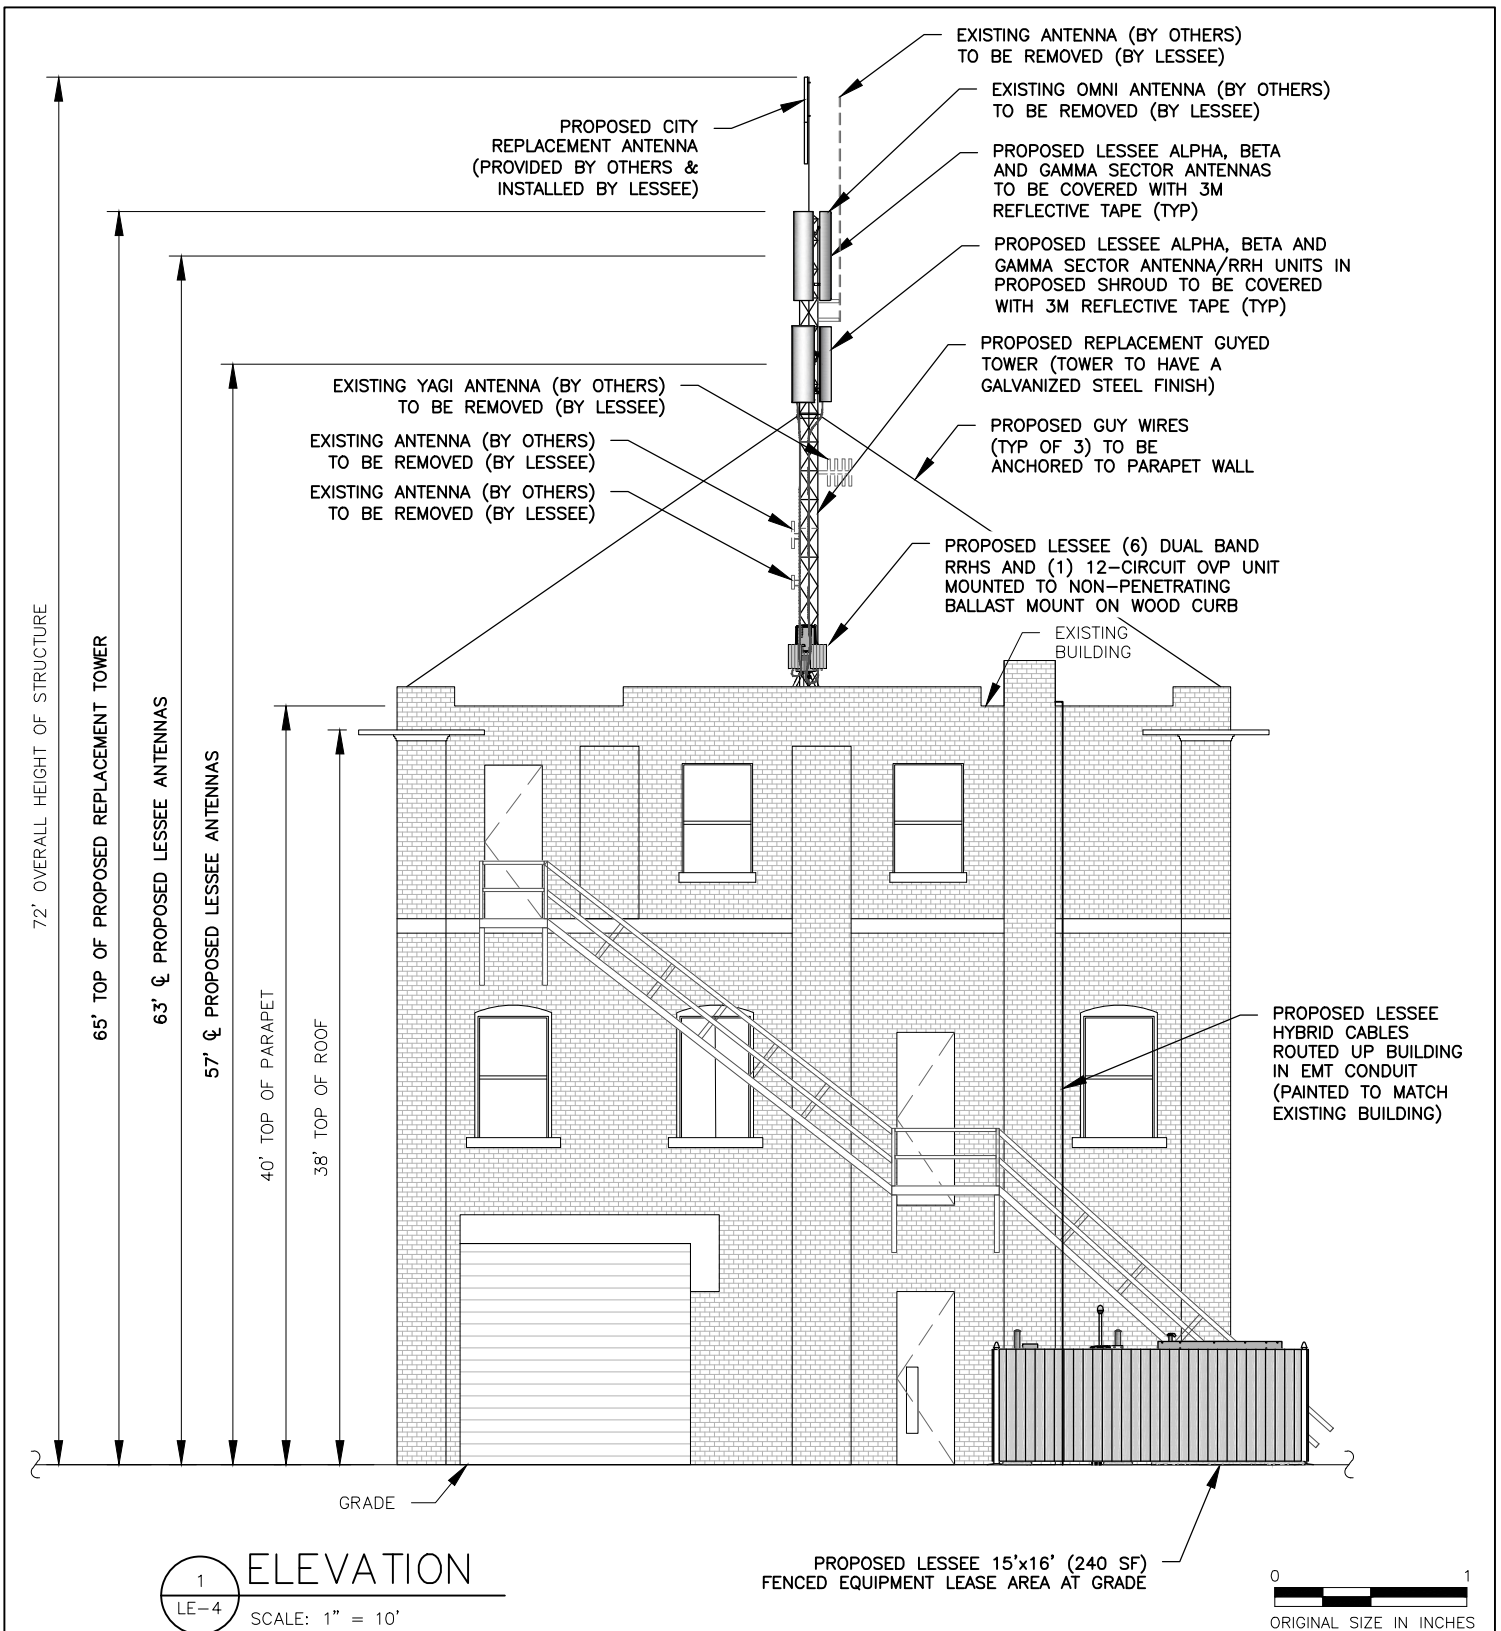 EXISTING ANTENNA (BY OTHERS)
TO BE REMOVED (BY LESSEE)
EXISTING OMNI ANTENNA (BY OTHERS)
TO BE REMOVED (BY LESSEE)
PROPOSED CITY
REPLACEMENT ANTENNA
(PROVIDED BY OTHERS &
INSTALLED BY LESSEE)
PROPOSED LESSEE ALPHA, BETA
AND GAMMA SECTOR ANTENNAS
TO BE COVERED WITH 3M
REFLECTIVE TAPE (TYP)
PROPOSED LESSEE ALPHA, BETA AND
GAMMA SECTOR ANTENNA/RRH UNITS IN
PROPOSED SHROUD TO BE COVERED
WITH 3M REFLECTIVE TAPE (TYP)
PROPOSED REPLACEMENT GUYED
TOWER (TOWER TO HAVE A
GALVANIZED STEEL FINISH)
EXISTING YAGI ANTENNA (BY OTHERS)
TO BE REMOVED (BY LESSEE)
EXISTING ANTENNA (BY OTHERS)
TO BE REMOVED (BY LESSEE)
EXISTING ANTENNA (BY OTHERS)
TO BE REMOVED (BY LESSEE)
PROPOSED GUY WIRES
(TYP OF 3) TO BE
ANCHORED TO PARAPET WALL
PROPOSED LESSEE (6) DUAL BAND
RRHS AND (1) 12-CIRCUIT OVP UNIT
MOUNTED TO NON-PENETRATING
BALLAST MOUNT ON WOOD CURB
EXISTING
BUILDING
72' OVERALL HEIGHT OF STRUCTURE
65' TOP OF PROPOSED REPLACEMENT TOWER
63' ℄ PROPOSED LESSEE ANTENNAS
57' ℄ PROPOSED LESSEE ANTENNAS
40' TOP OF PARAPET
38' TOP OF ROOF
PROPOSED LESSEE
HYBRID CABLES
ROUTED UP BUILDING
IN EMT CONDUIT
(PAINTED TO MATCH
EXISTING BUILDING)
GRADE
PROPOSED LESSEE 15'x16' (240 SF)
FENCED EQUIPMENT LEASE AREA AT GRADE
1
LE-4
ELEVATION
SCALE: 1" = 10'
0 1
ORIGINAL SIZE IN INCHES